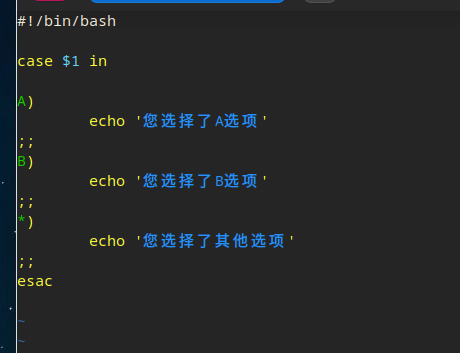 #!/bin/bash
case $1 in
A)
        echo '您选择了A选项'
;;
B)
        echo '您选择了B选项'
;;
*)
        echo '您选择了其他选项'
;;
esac
~
~